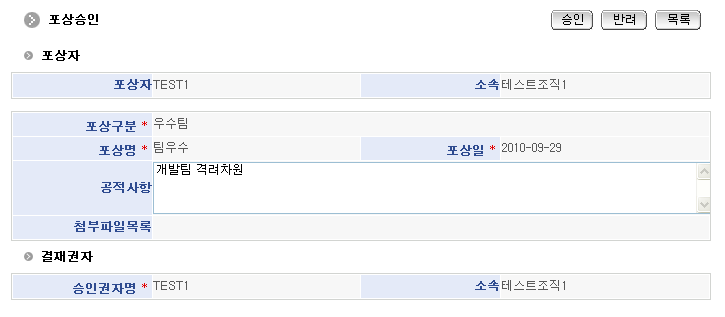 포상승인 승인 반려 목록
포상자
포상자 TEST1 소속 테스트조직1
포상구분 * 우수팀
포상명 * 팀우수 포상일 * 2010-09-29
공적사항 개발팀 격려차원
첨부파일목록
결재권자
승인권자명 * TEST1 소속 테스트조직1